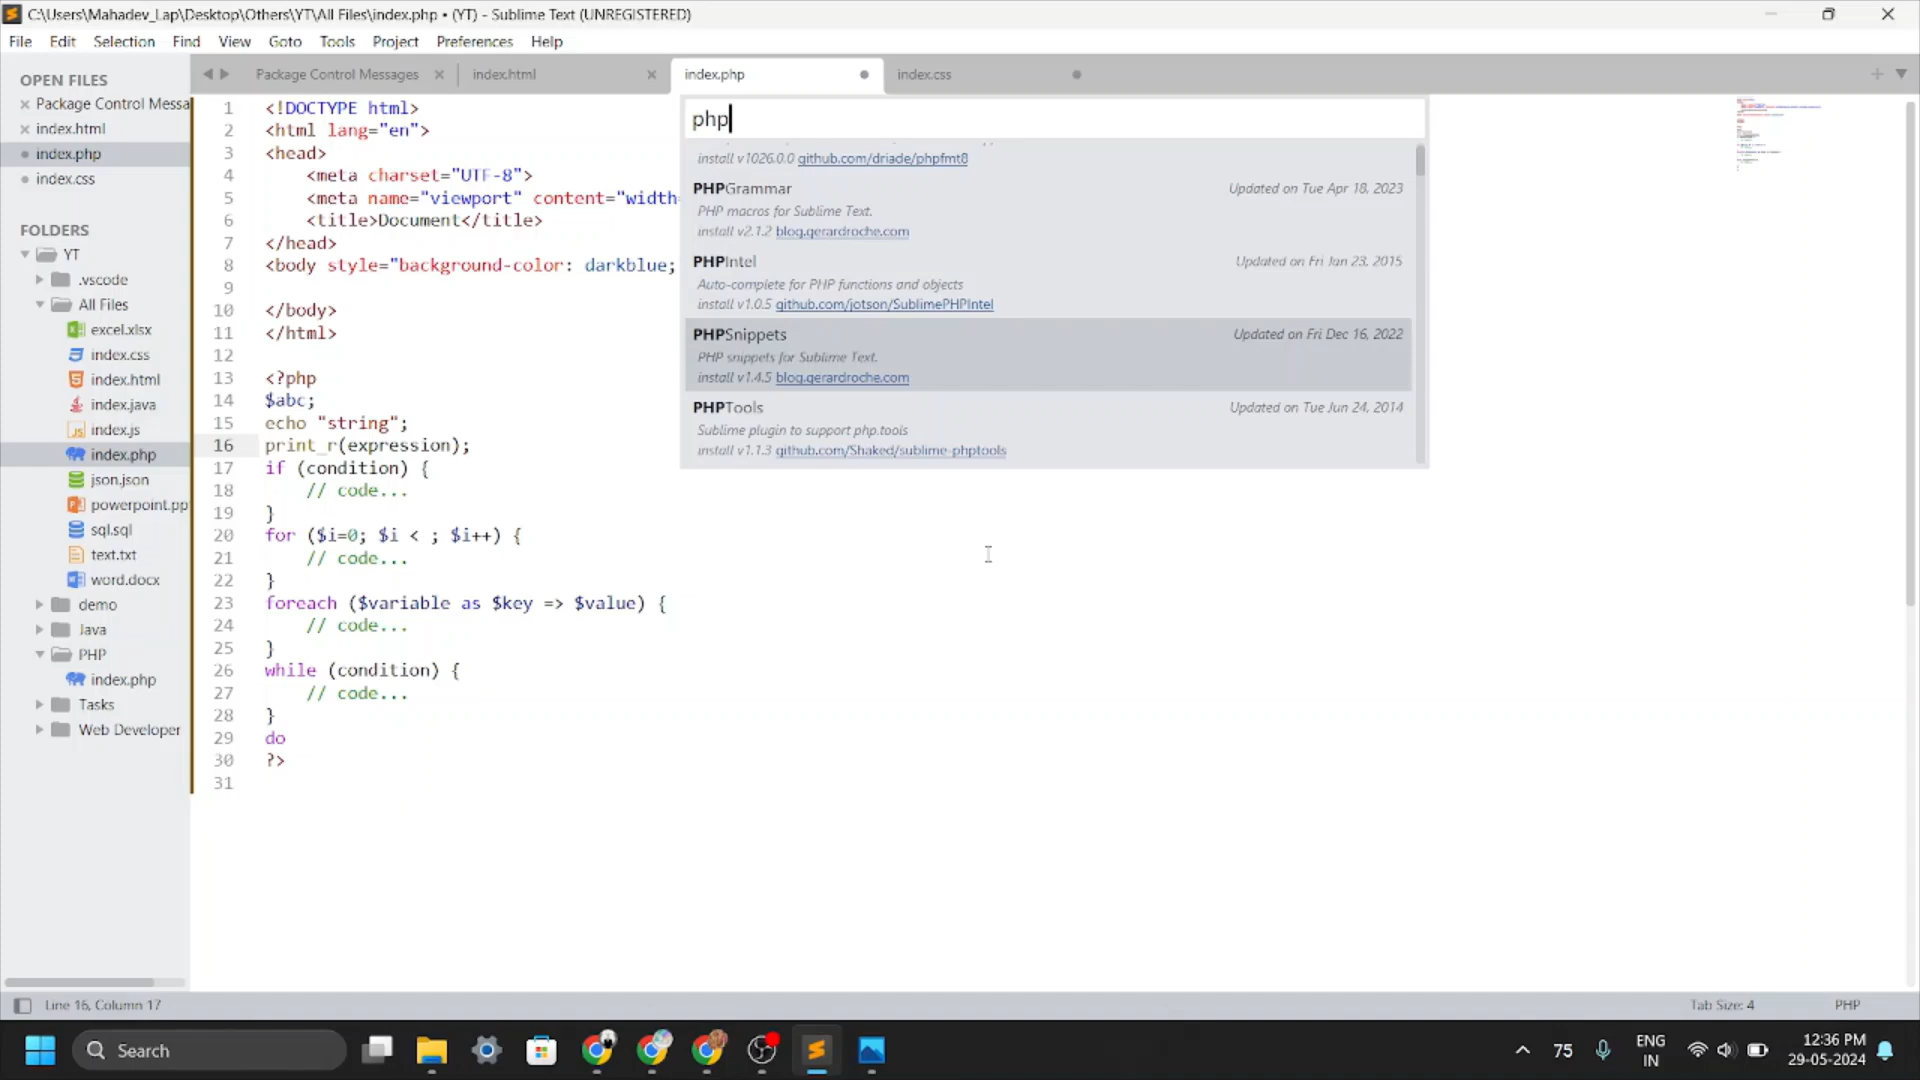 C:\Users\Mahadev_Lap\Desktop\Others\YT\All Files\index.php • (YT) - Sublime Text (UNREGISTERED)
File Edit Selection Find View Goto Tools Project Preferences Help
OPEN FILES
Package Control Messa
index.html
index.php
index.css
FOLDERS
YT
.vscode
All Files
excel.xlsx
index.css
index.html
index.java
index.js
index.php
json.json
powerpoint.pp
sql.sql
text.txt
word.docx
demo
Java
PHP
index.php
Tasks
Web Developer
Package Control Messages index.html index.php index.css
1 <!DOCTYPE html>
2 <html lang="en">
3 <head>
4 <meta charset="UTF-8">
5 <meta name="viewport" content="width=
6 <title>Document</title>
7 </head>
8 <body style="background-color: darkblue;
9
10 </body>
11 </html>
12
13 <?php
14 $abc;
15 echo "string";
16 print_r(expression);
17 if (condition) {
18 // code...
19 }
20 for ($i=0; $i < ; $i++) {
21 // code...
22 }
23 foreach ($variable as $key => $value) {
24 // code...
25 }
26 while (condition) {
27 // code...
28 }
29 do
30 ?>
31
php
install v1026.0.0 github.com/driade/phpfmt8
PHPGrammar Updated on Tue Apr 18, 2023
PHP macros for Sublime Text.
install v2.1.2 blog.gerardroche.com
PHPIntel Updated on Fri Jan 23, 2015
Auto-complete for PHP functions and objects
install v1.0.5 github.com/jotson/SublimePHPIntel
PHPSnippets Updated on Fri Dec 16, 2022
PHP snippets for Sublime Text.
install v1.4.5 blog.gerardroche.com
PHPTools Updated on Tue Jun 24, 2014
Sublime plugin to support php.tools
install v1.1.3 github.com/Shaked/sublime-phptools
Line 16, Column 17 Tab Size: 4 PHP
Search
75
ENG
IN
12:36 PM
29-05-2024